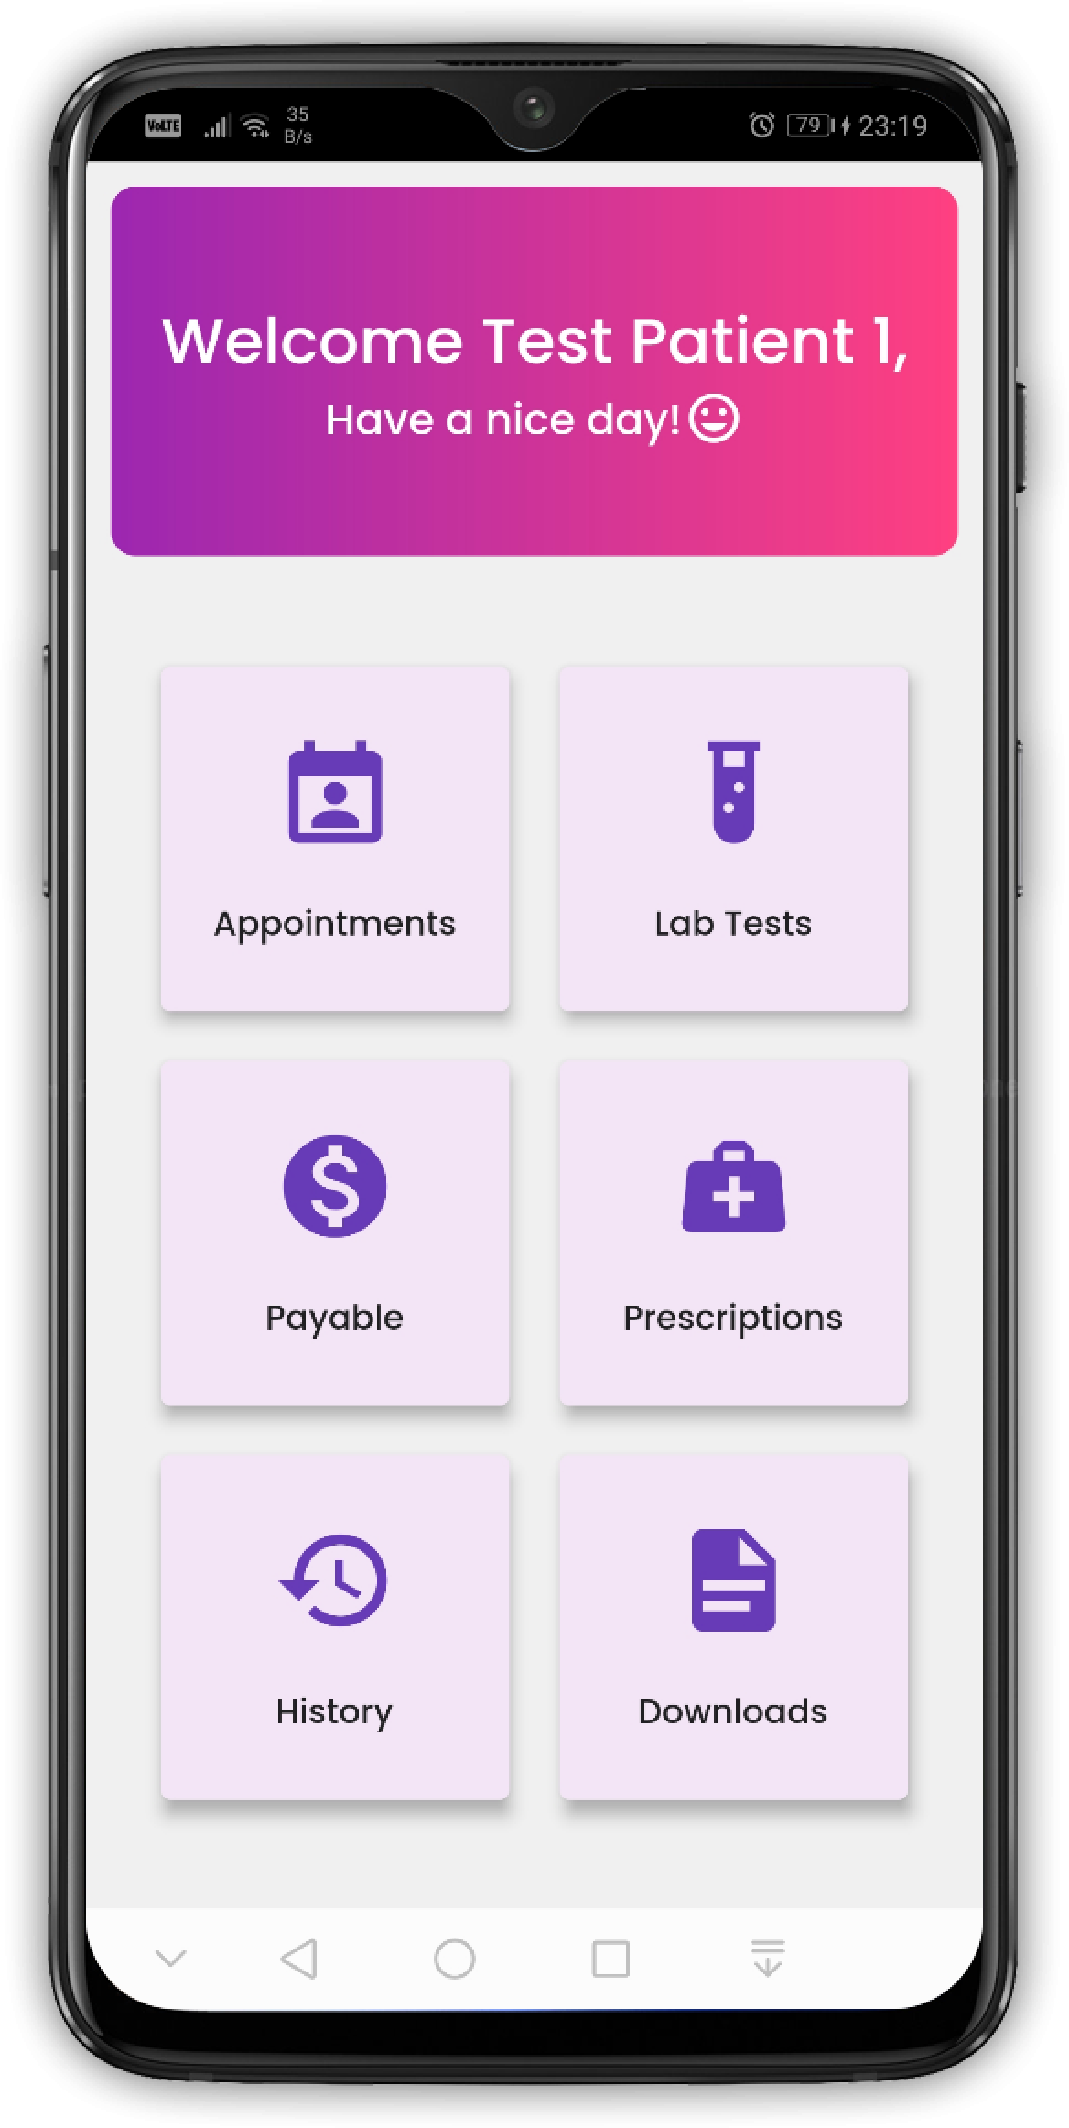 VoLTE 35 B/s 79 23:19
Welcome Test Patient 1,
Have a nice day!
Appointments Lab Tests
Payable Prescriptions
History Downloads